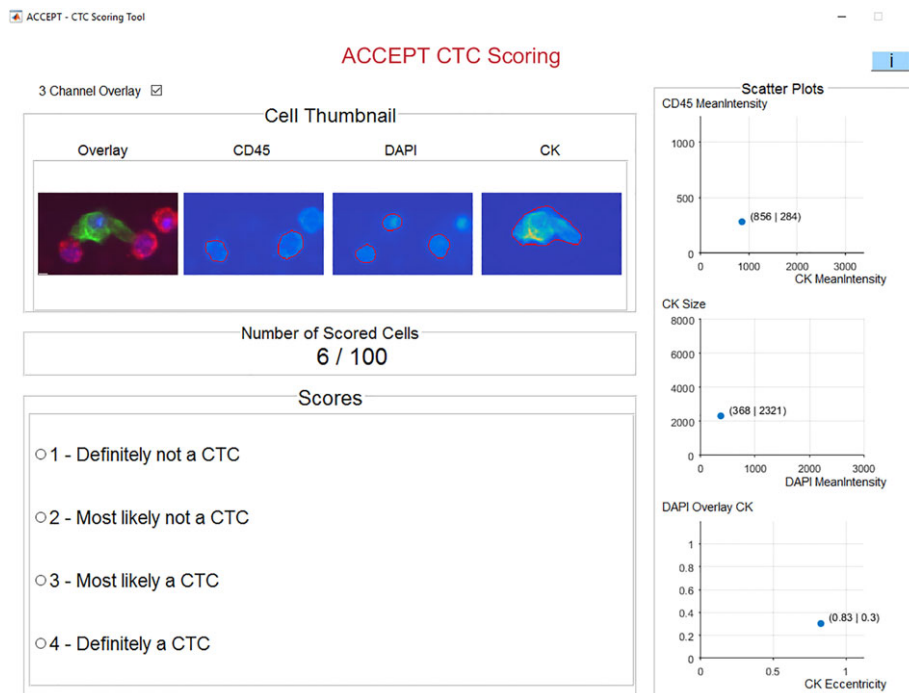 ACCEPT - CTC Scoring Tool
ACCEPT CTC Scoring
i
3 Channel Overlay
Cell Thumbnail
Overlay CD45 DAPI CK
Number of Scored Cells
6 / 100
Scores
1 - Definitely not a CTC
2 - Most likely not a CTC
3 - Most likely a CTC
4 - Definitely a CTC
Scatter Plots
CD45 MeanIntensity
1000
500
0
(856 | 284)
0 1000 2000 3000
CK MeanIntensity
CK Size
8000
6000
4000
2000
0
(368 | 2321)
0 1000 2000 3000
DAPI MeanIntensity
DAPI Overlay CK
1
0.8
0.6
0.4
0.2
0
(0.83 | 0.3)
0 0.5 1
CK Eccentricity